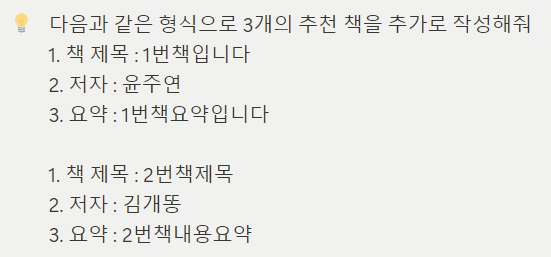 다음과 같은 형식으로 3개의 추천 책을 추가로 작성해줘
1. 책 제목 : 1번책입니다
2. 저자 : 윤주연
3. 요약 : 1번책요약입니다
1. 책 제목 : 2번책제목
2. 저자 : 김개똥
3. 요약 : 2번책내용요약